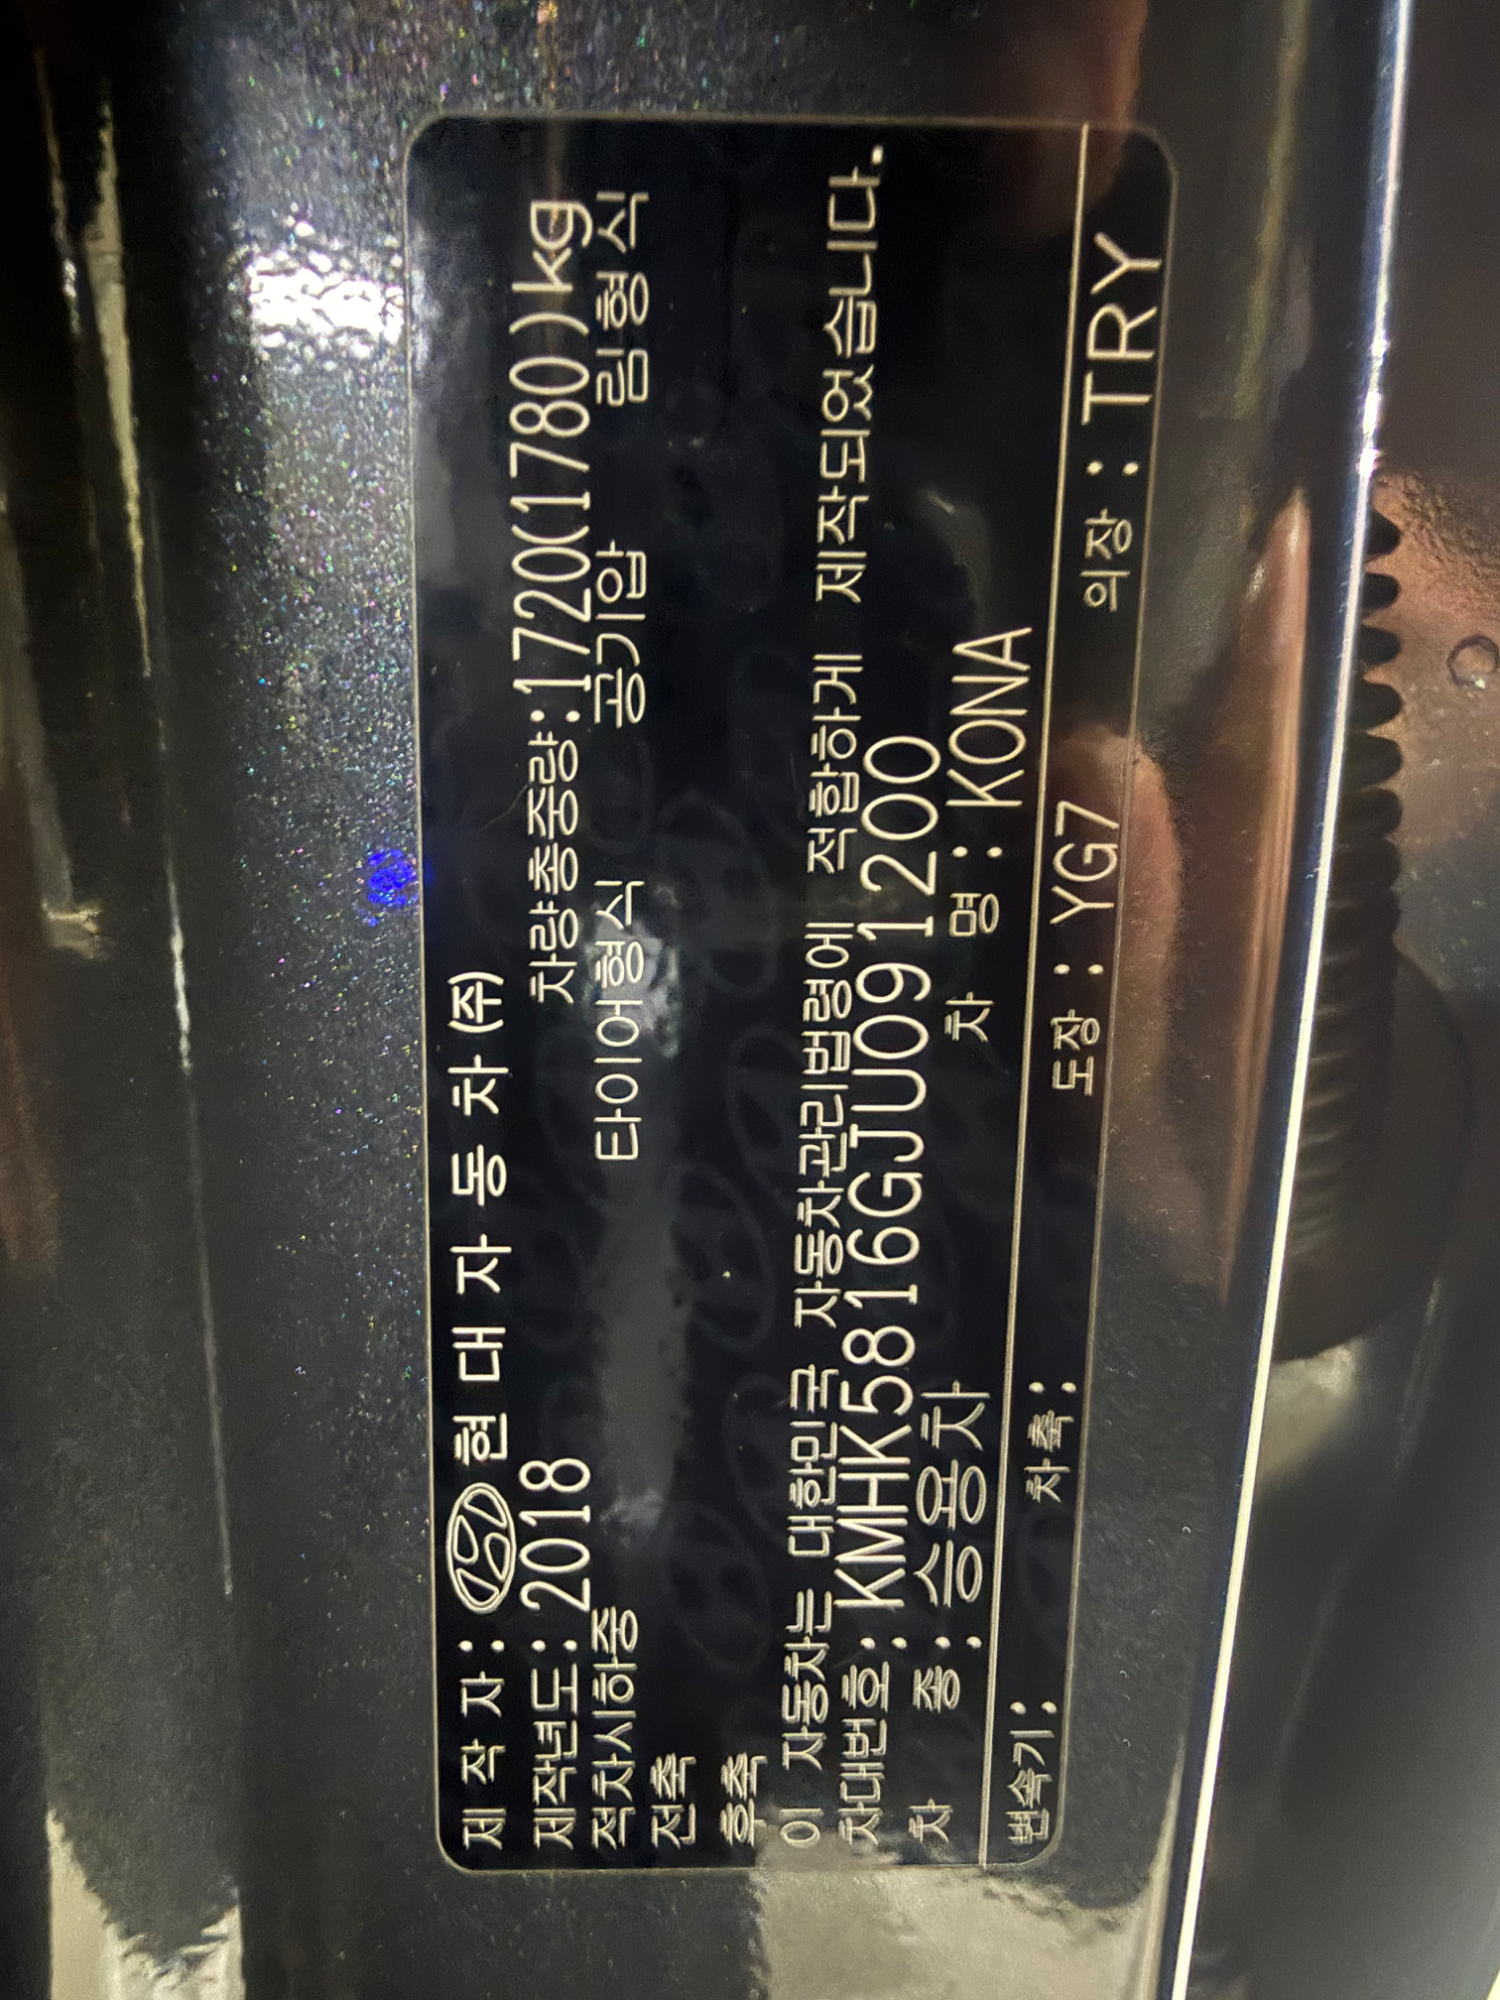 제 작 자 : 현 대 자 동 차 (주)
제작년도: 2018 차량총중량:1720(1780)kg
적차시하중 타이어형식 공기압 림형식
전축
후축
이 자동차는 대한민국 자동차관리법령에 적합하게 제작되었습니다.
차대번호: KMHK5816GJU091200
차 종: 승용차 차 명: KONA
변속기: 차축: 도장: YG7 의장: TRY